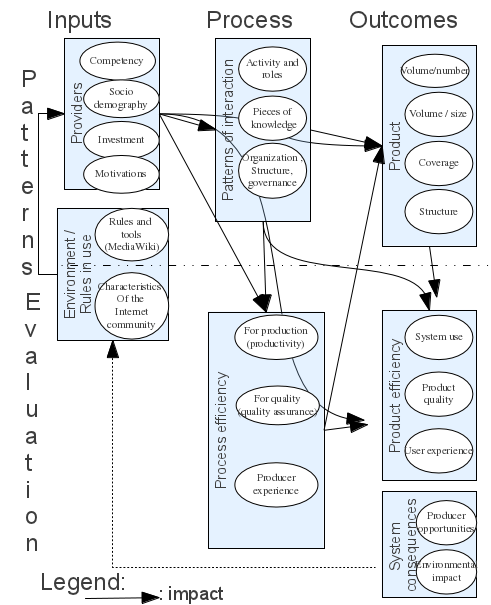 Inputs
Process
Outcomes
Patterns
Evaluation
Providers
Competency
Socio
demography
Investment
Motivations
Environment /
Rules in use
Rules and
tools
(MediaWiki)
Characteristics
Of the
Internet
community
Patterns of interaction
Activity and
roles
Pieces of
knowledge
Organization ,
Structure,
governance
Process efficiency
For production
(productivity)
For quality
(quality assurance)
Producer
experience
Product
Volume/number
Volume / size
Coverage
Structure
Product efficiency
System use
Product
quality
User experience
System
consequences
Producer
opportunities
Environmental
impact
Legend:
: impact